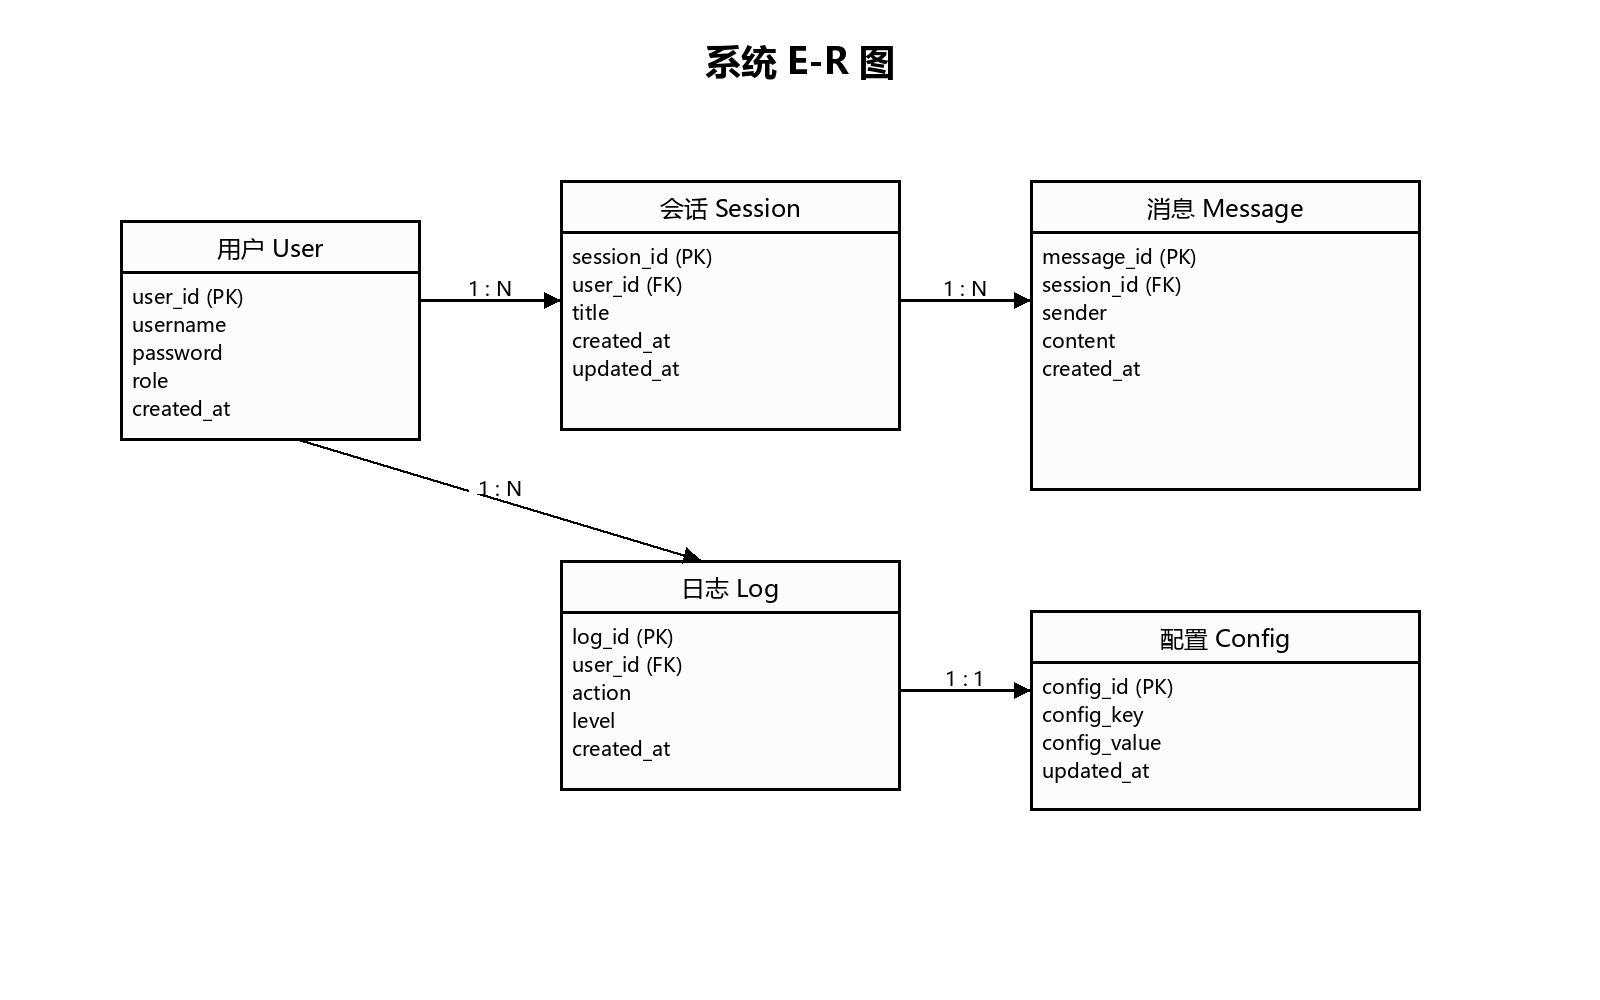 系统 E-R 图
用户 User
user_id (PK)
username
password
role
created_at
1 : N
会话 Session
session_id (PK)
user_id (FK)
title
created_at
updated_at
1 : N
消息 Message
message_id (PK)
session_id (FK)
sender
content
created_at
1 : N
日志 Log
log_id (PK)
user_id (FK)
action
level
created_at
1 : 1
配置 Config
config_id (PK)
config_key
config_value
updated_at